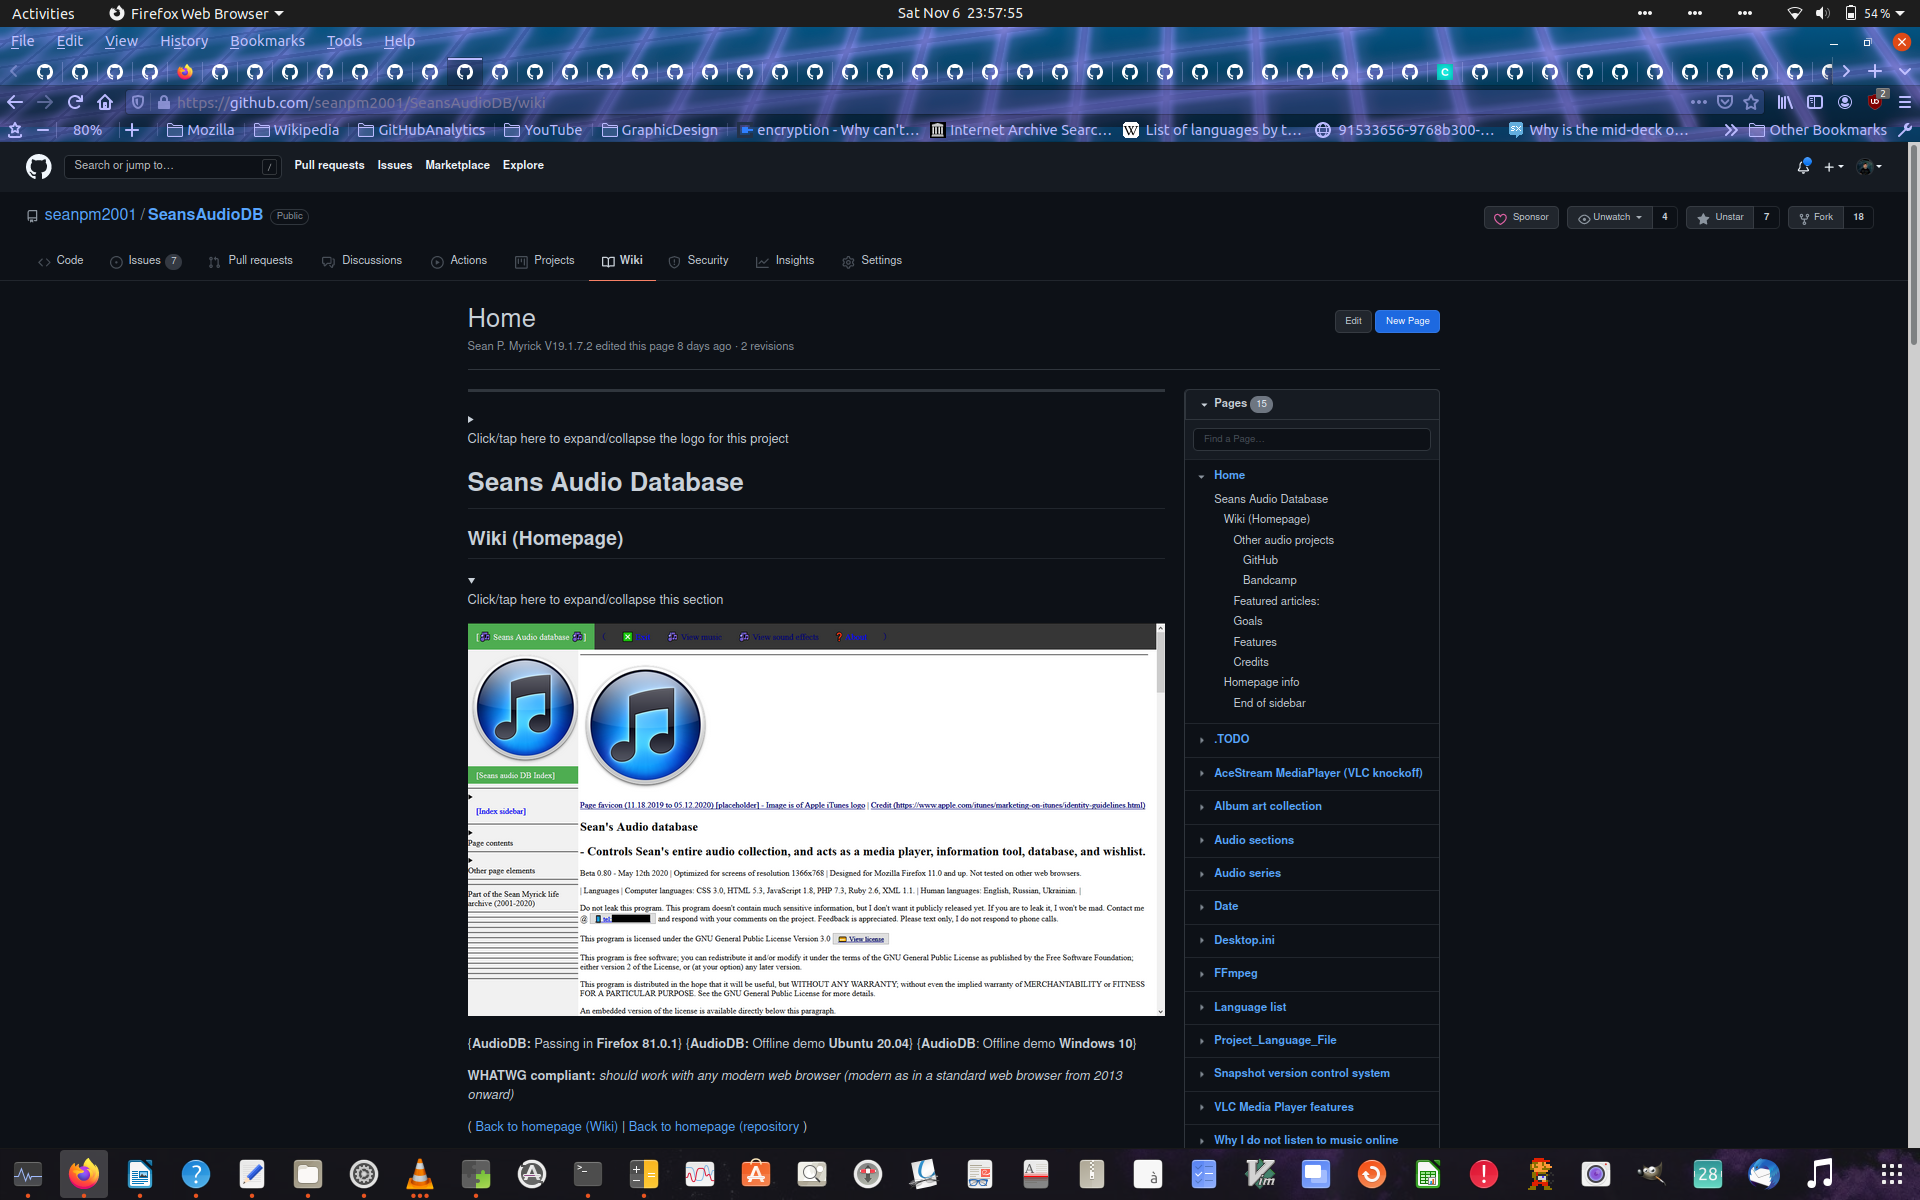 Activities
Firefox Web Browser
Sat Nov 6 23:57:55
54 %
File Edit View History Bookmarks Tools Help
https://github.com/seanpm2001/SeansAudioDB/wiki
2
80%
Mozilla
Wikipedia
GitHubAnalytics
YouTube
GraphicDesign
encryption - Why can't…
Internet Archive Searc…
List of languages by t…
91533656-9768b300-…
Why is the mid-deck o…
Other Bookmarks
Search or jump to…
/
Pull requests Issues Marketplace Explore
seanpm2001 / SeansAudioDB
Public
Sponsor
Unwatch 4
Unstar 7
Fork 18
Code
Issues 7
Pull requests
Discussions
Actions
Projects
Wiki
Security
Insights
Settings
Home
Edit
New Page
Sean P. Myrick V19.1.7.2 edited this page 8 days ago · 2 revisions
Click/tap here to expand/collapse the logo for this project
Seans Audio Database
Wiki (Homepage)
Click/tap here to expand/collapse this section
[ Seans Audio database ]
( Exit View music View sound effects About )
[Seans audio DB Index]
[Index sidebar]
Page contents
Other page elements
Part of the Sean Myrick life
archive (2001-2020)
Page favicon (11.18.2019 to 05.12.2020) [placeholder] - Image is of Apple iTunes logo | Credit (https://www.apple.com/itunes/marketing-on-itunes/identity-guidelines.html)
Sean's Audio database
- Controls Sean's entire audio collection, and acts as a media player, information tool, database, and wishlist.
Beta 0.80 - May 12th 2020 | Optimized for screens of resolution 1366x768 | Designed for Mozilla Firefox 11.0 and up. Not tested on other web browsers.
| Languages | Computer languages: CSS 3.0, HTML 5.3, JavaScript 1.8, PHP 7.3, Ruby 2.6, XML 1.1. | Human languages: English, Russian, Ukrainian. |
Do not leak this program. This program doesn't contain much sensitive information, but I don't want it publicly released yet. If you are to leak it, I won't be mad. Contact me
@ tel: and respond with your comments on the project. Feedback is appreciated. Please text only, I do not respond to phone calls.
This program is licensed under the GNU General Public License Version 3.0 View license
This program is free software; you can redistribute it and/or modify it under the terms of the GNU General Public License as published by the Free Software Foundation;
either version 2 of the License, or (at your option) any later version.
This program is distributed in the hope that it will be useful, but WITHOUT ANY WARRANTY; without even the implied warranty of MERCHANTABILITY or FITNESS
FOR A PARTICULAR PURPOSE. See the GNU General Public License for more details.
An embedded version of the license is available directly below this paragraph.
{AudioDB: Passing in Firefox 81.0.1} {AudioDB: Offline demo Ubuntu 20.04} {AudioDB: Offline demo Windows 10}
WHATWG compliant: should work with any modern web browser (modern as in a standard web browser from 2013
onward)
( Back to homepage (Wiki) | Back to homepage (repository )
Pages 15
Find a Page…
Home
Seans Audio Database
Wiki (Homepage)
Other audio projects
GitHub
Bandcamp
Featured articles:
Goals
Features
Credits
Homepage info
End of sidebar
.TODO
AceStream MediaPlayer (VLC knockoff)
Album art collection
Audio sections
Audio series
Date
Desktop.ini
FFmpeg
Language list
Project_Language_File
Snapshot version control system
VLC Media Player features
Why I do not listen to music online
28